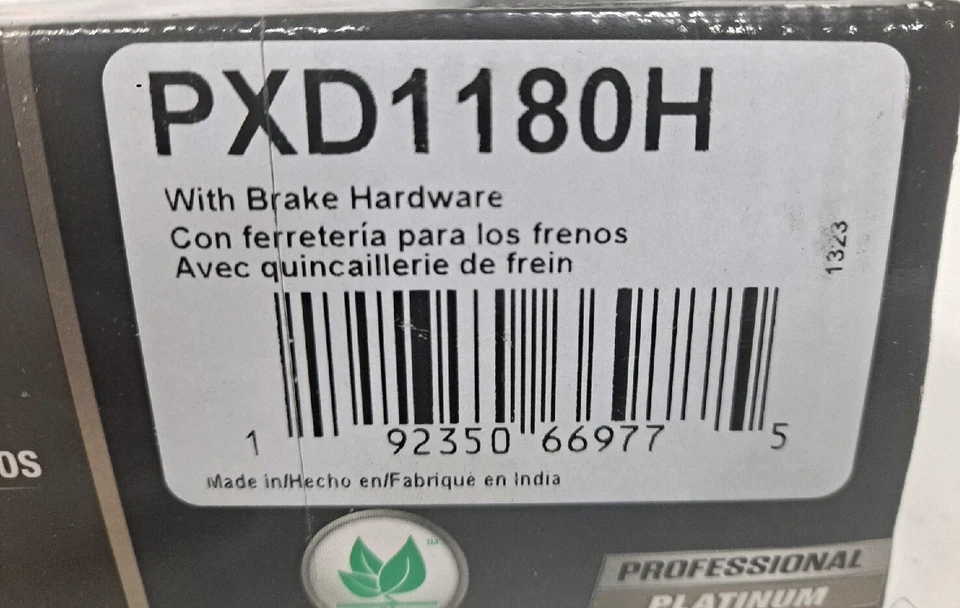 PXD1180H
With Brake Hardware
Con ferretería para los frenos
Avec quincaillerie de frein
1323
1 92350 66977 5
Made in/Hecho en/Fabriqué en India
OS
TM
PROFESSIONAL
PLATINUM